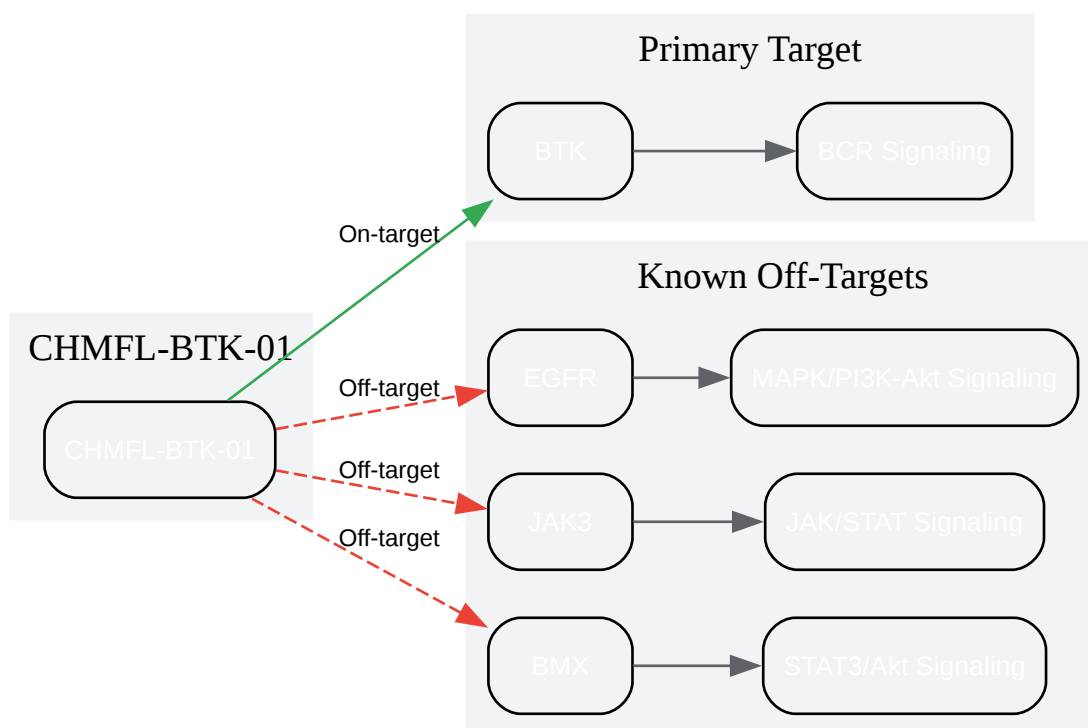 Primary Target
BTK
BCR Signaling
On-target
Known Off-Targets
CHMFL-BTK-01
CHMFL-BTK-01
Off-target
EGFR
MAPK/PI3K-Akt Signaling
Off-target
JAK3
JAK/STAT Signaling
Off-target
BMX
STAT3/Akt Signaling